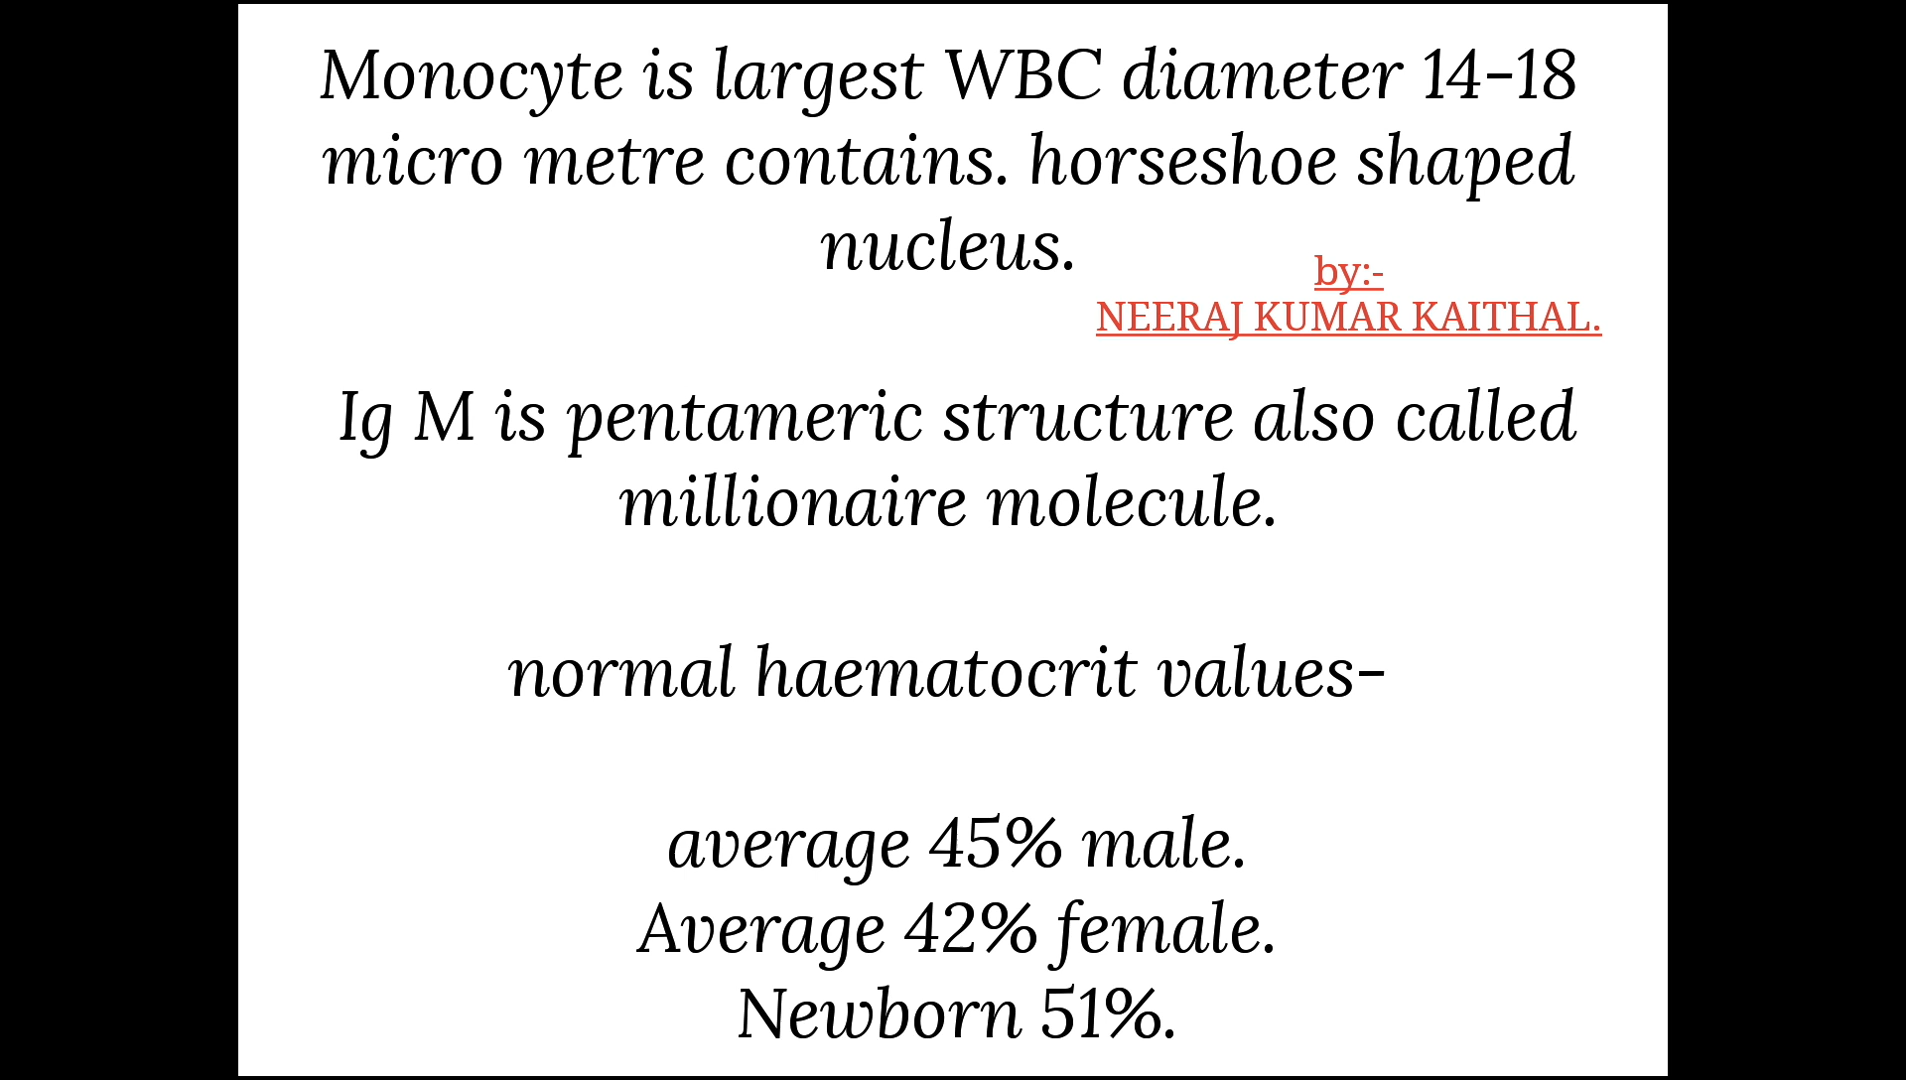 Monocyte is largest WBC diameter 14-18
micro metre contains. horseshoe shaped
nucleus.
by:-
NEERAJ KUMAR KAITHAL.
Ig M is pentameric structure also called
millionaire molecule.
normal haematocrit values-
average 45% male.
Average 42% female.
Newborn 51%.